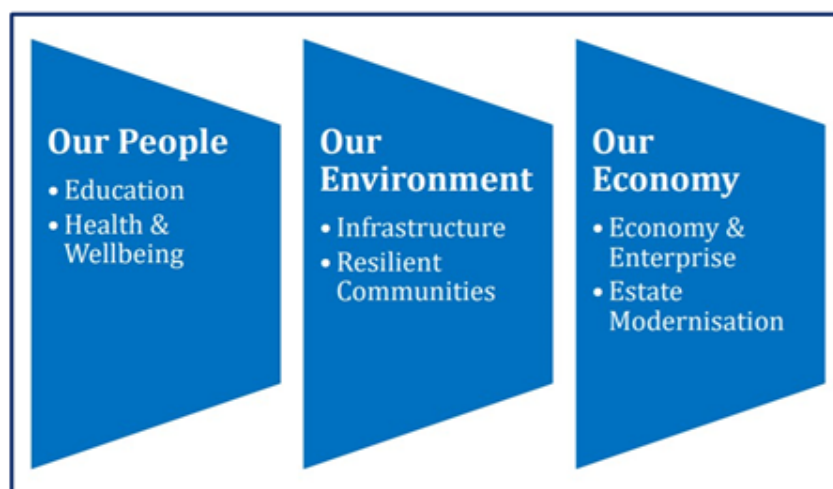 Our People
• Education
• Health &
Wellbeing
Our
Environment
• Infrastructure
• Resilient
Communities
Our
Economy
• Economy &
Enterprise
• Estate
Modernisation